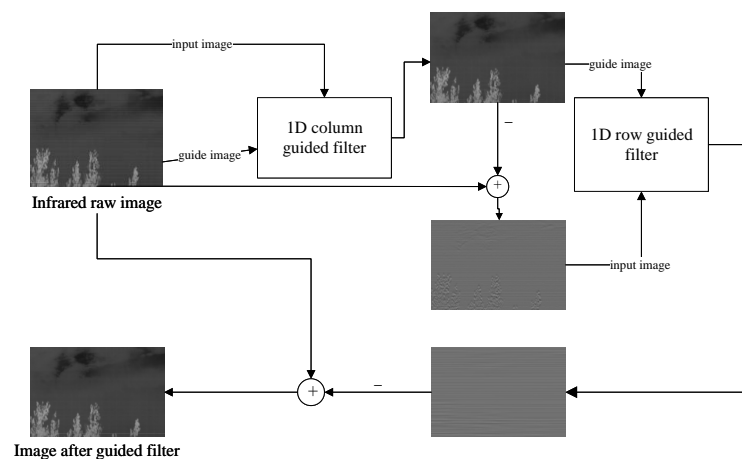 input image
guide image
1D column
guided filter
guide image
1D row guided
filter
–
+
Infrared raw image
input image
–
+
Image after guided filter